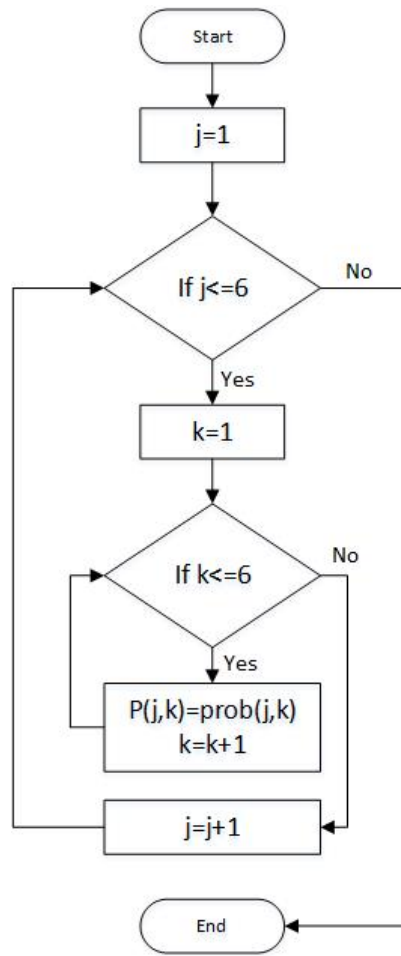 Start
j=1
If j<=6
No
Yes
k=1
If k<=6
No
Yes
P(j,k)=prob(j,k)
k=k+1
j=j+1
End